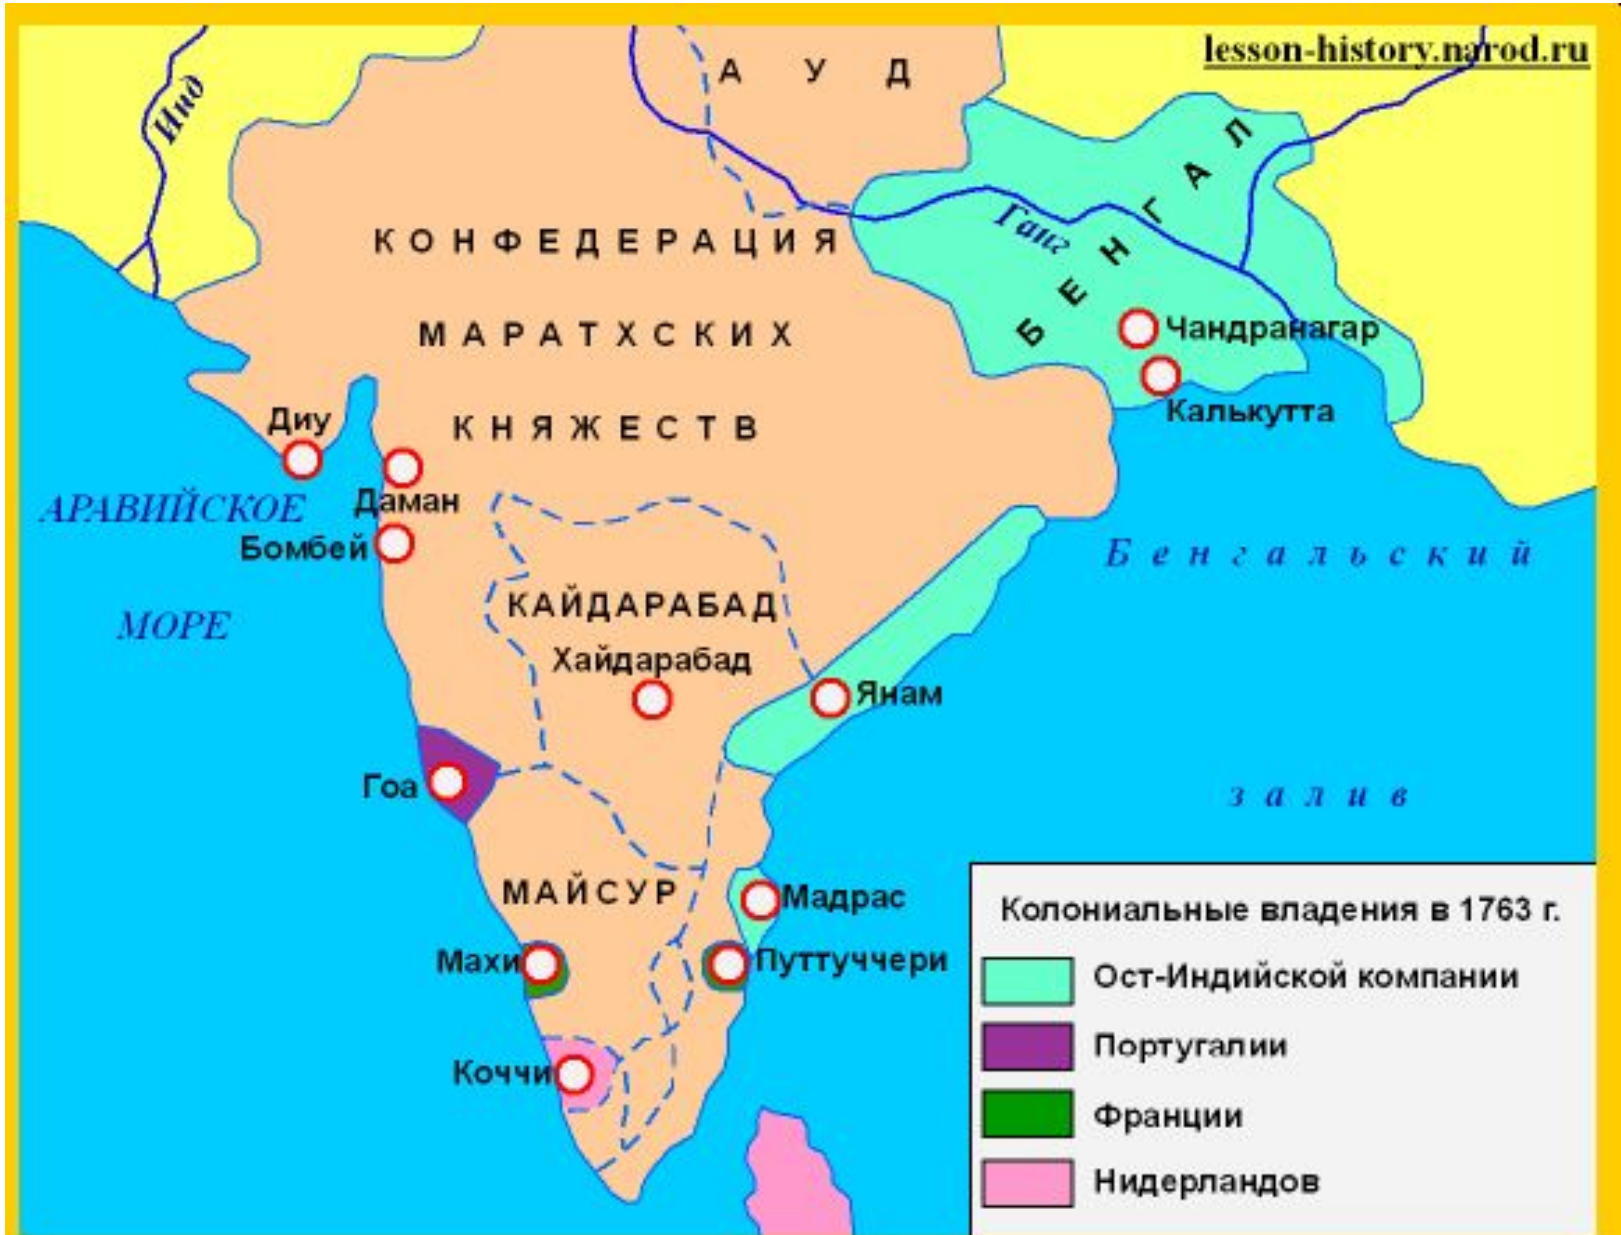 lesson-history.narod.ru
А У Д
Инд
БЕНГАЛ
Ганг
КОНФЕДЕРАЦИЯ
МАРАТХСКИХ
КНЯЖЕСТВ
Чандранагар
Калькутта
Диу
Даман
АРАВИЙСКОЕ
МОРЕ
Бомбей
Бенгальский
залив
КАЙДАРАБАД
Хайдарабад
Янам
Гоа
МАЙСУР
Мадрас
Махи
Путтуччери
Коччи
Колониальные владения в 1763 г.
Ост-Индийской компании
Португалии
Франции
Нидерландов